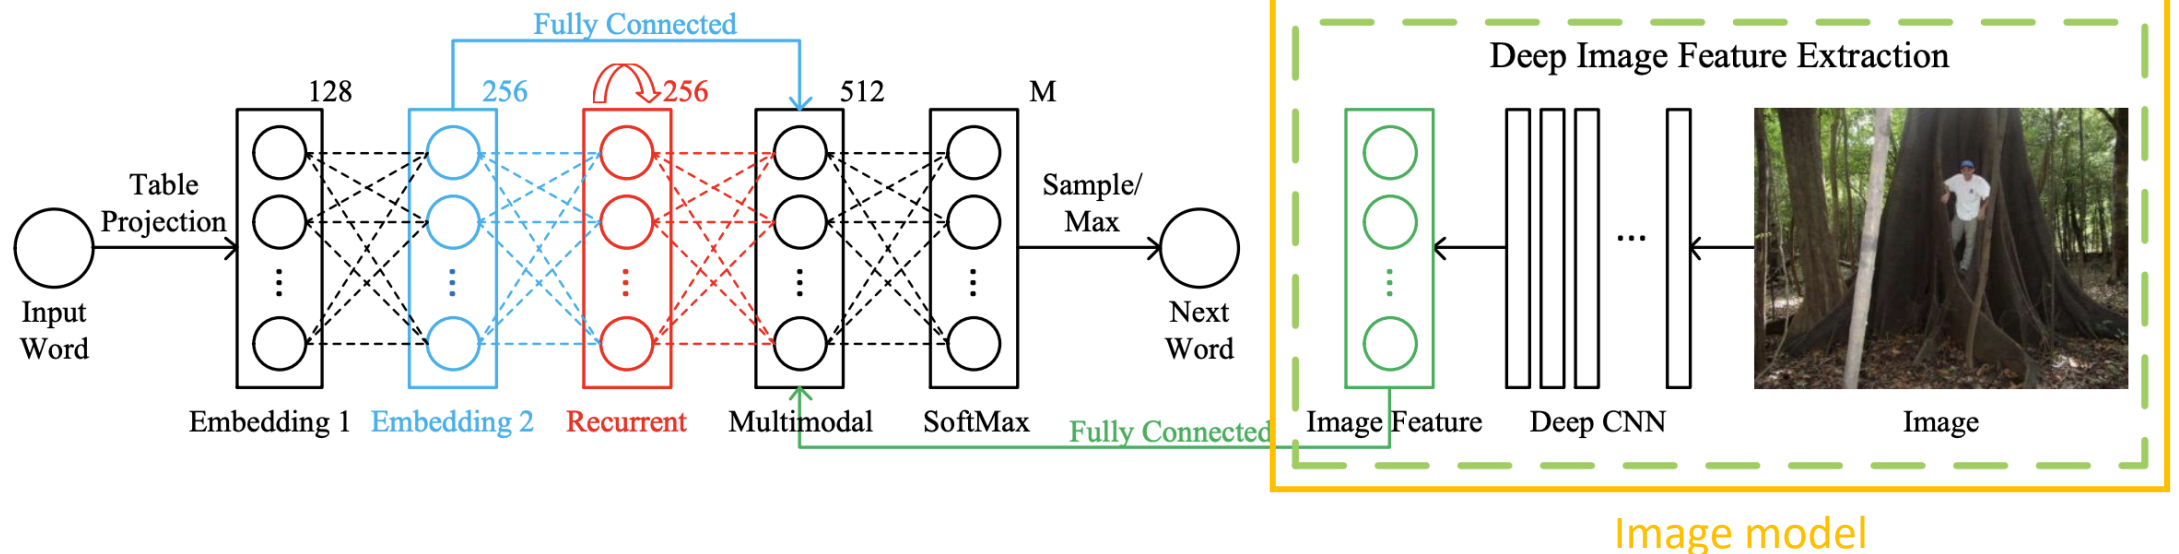 Fully Connected
Deep Image Feature Extraction
128
256
256
512
M
Table
Projection
Sample/
Max
...
Input
Word
Next
Word
Embedding 1
Embedding 2
Recurrent
Multimodal
SoftMax
Fully Connected
Image Feature
Deep CNN
Image
Image model